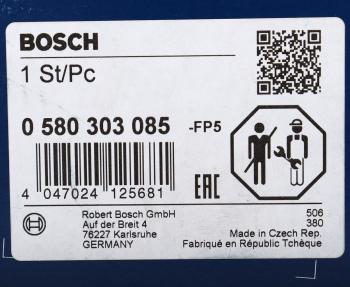 BOSCH
1 St/Pc
0 580 303 085 -FP5
4 047024 125681
EAC
Robert Bosch GmbH
Auf der Breit 4
76227 Karlsruhe
GERMANY
506
380
Made in Czech Rep.
Fabriqué en République Tchèque